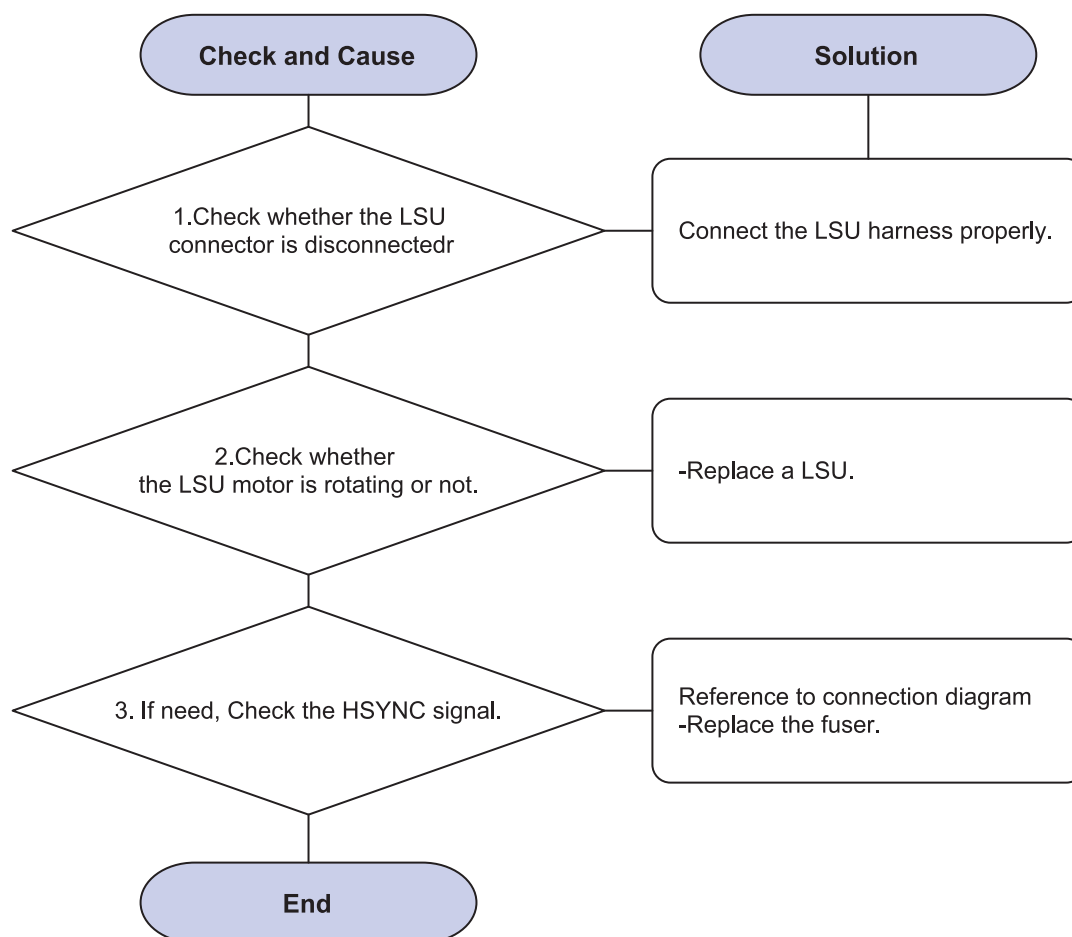 Check and Cause
Solution
1.Check whether the LSU
connector is disconnectedr
Connect the LSU harness properly.
2.Check whether
the LSU motor is rotating or not.
-Replace a LSU.
3. If need, Check the HSYNC signal.
Reference to connection diagram
-Replace the fuser.
End